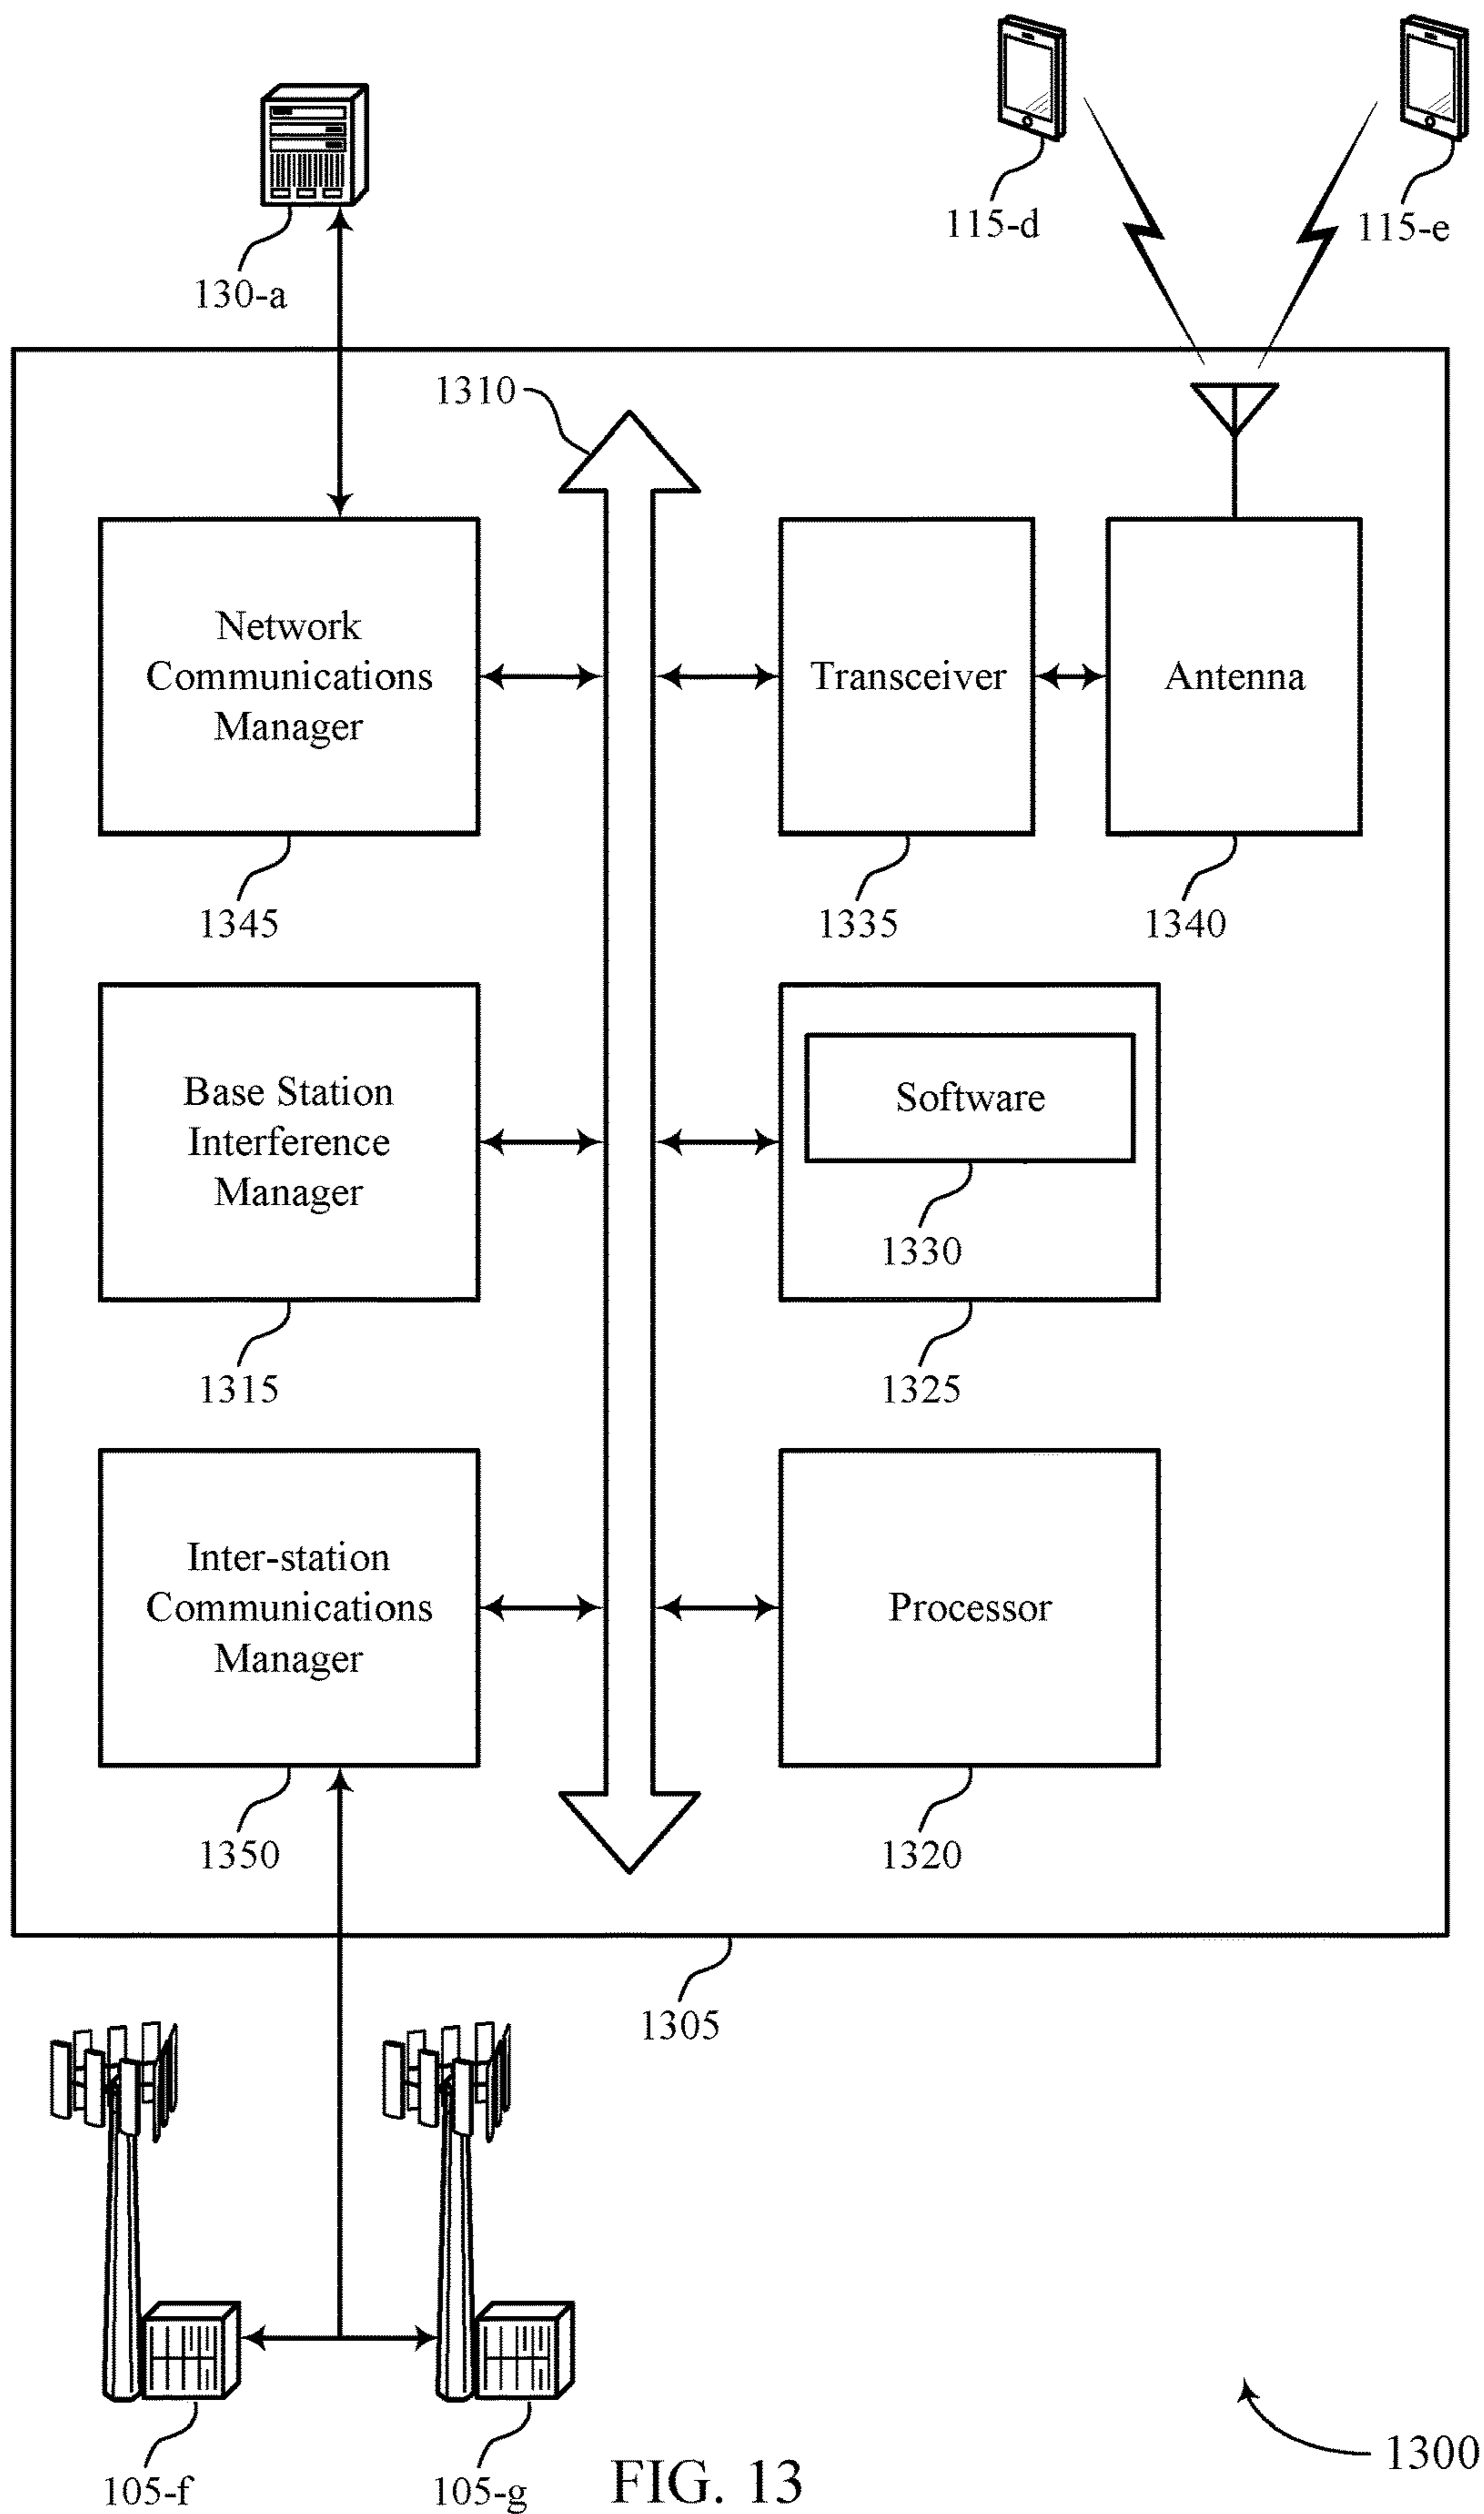 115-d
115-e
130-a
1310
Network
Communications
Manager
Transceiver
Antenna
1345
1335
1340
Base Station
Interference
Manager
Software
1330
1315
1325
Inter-station
Communications
Manager
Processor
1350
1320
1305
105-f
105-g
FIG. 13
1300